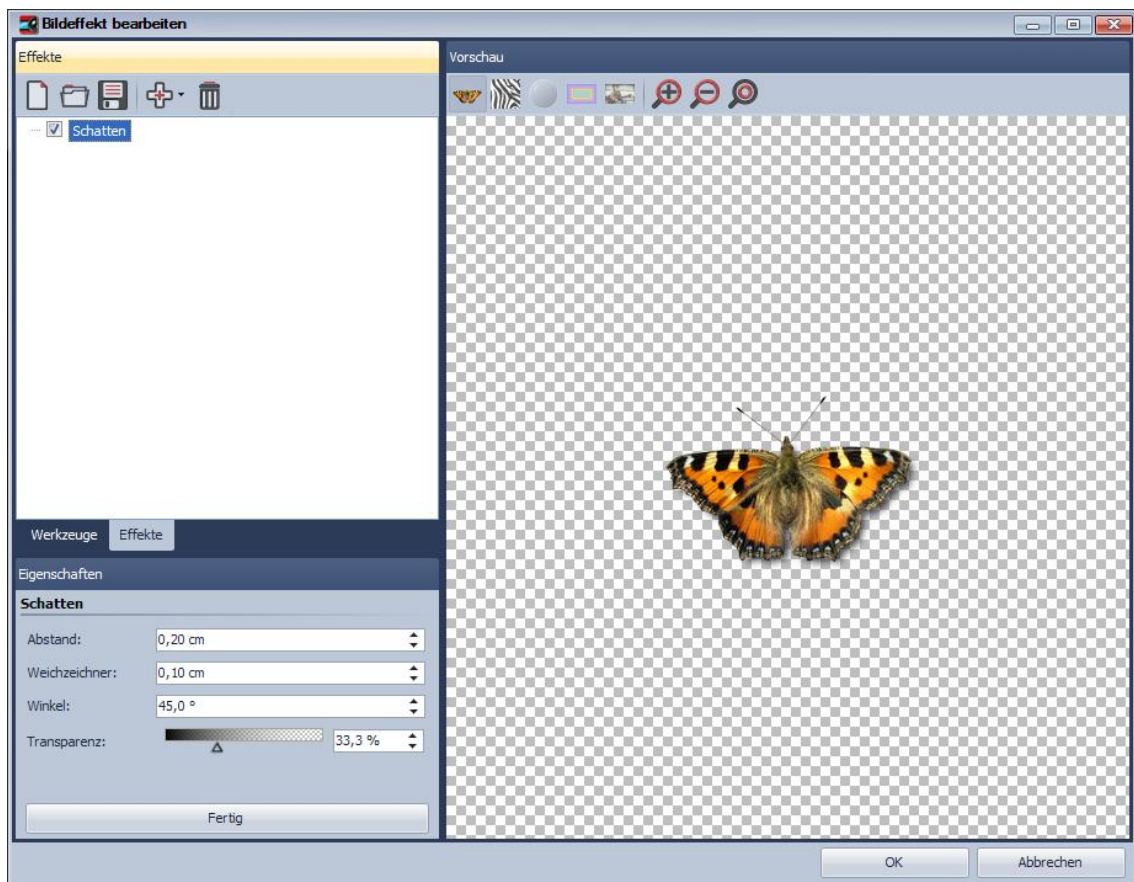 Bildeffekt bearbeiten
Effekte
Vorschau
Schatten
Werkzeuge Effekte
Eigenschaften
Schatten
Abstand: 0,20 cm
Weichzeichner: 0,10 cm
Winkel: 45,0 °
Transparenz: 33,3 %
Fertig
OK Abbrechen